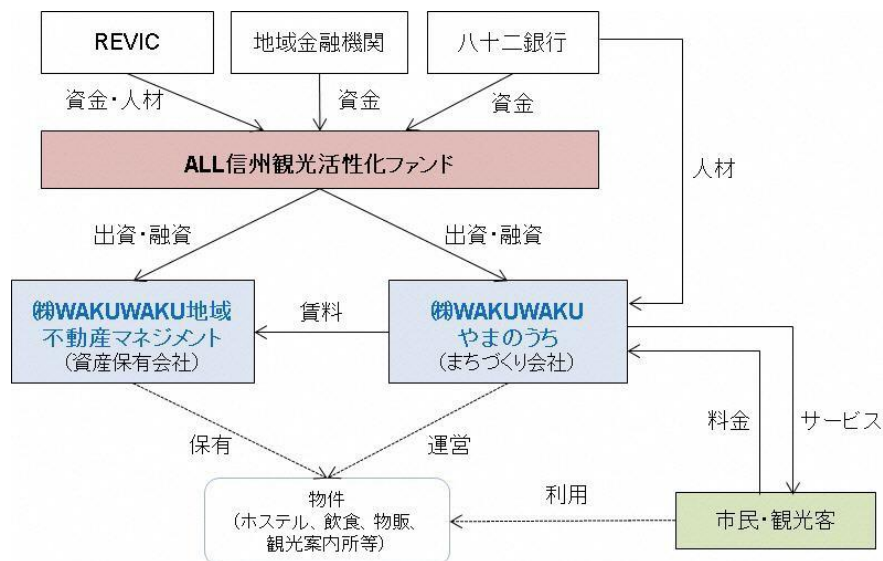 REVIC
地域金融機関
八十二銀行
資金・人材
資金
資金
ALL信州観光活性化ファンド
人材
出資・融資
出資・融資
㈱WAKUWAKU地域
不動産マネジメント
(資産保有会社)
賃料
㈱WAKUWAKU
やまのうち
(まちづくり会社)
保有
運営
料金
サービス
物件
(ホステル、飲食、物販、
観光案内所等)
利用
市民・観光客